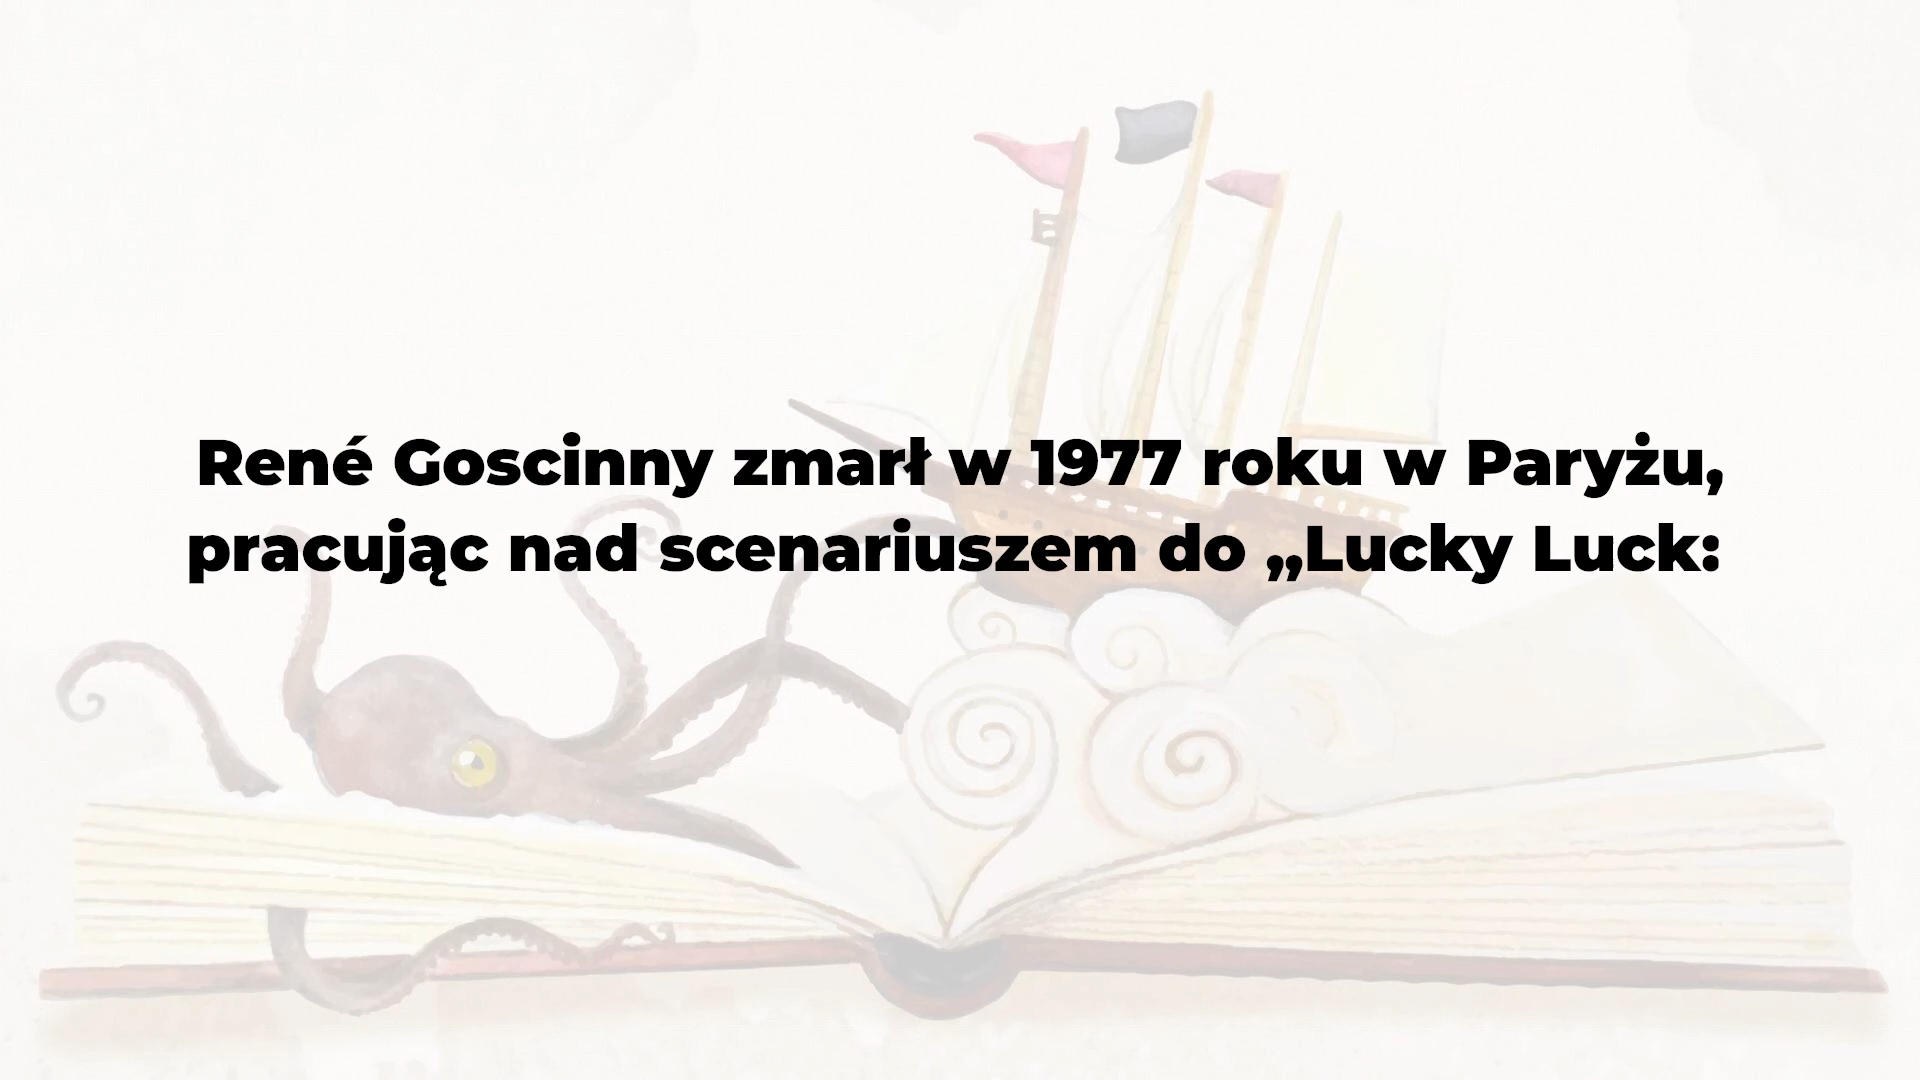 René Goscinny zmarł w 1977 roku w Paryżu,
pracując nad scenariuszem do „Lucky Luck: